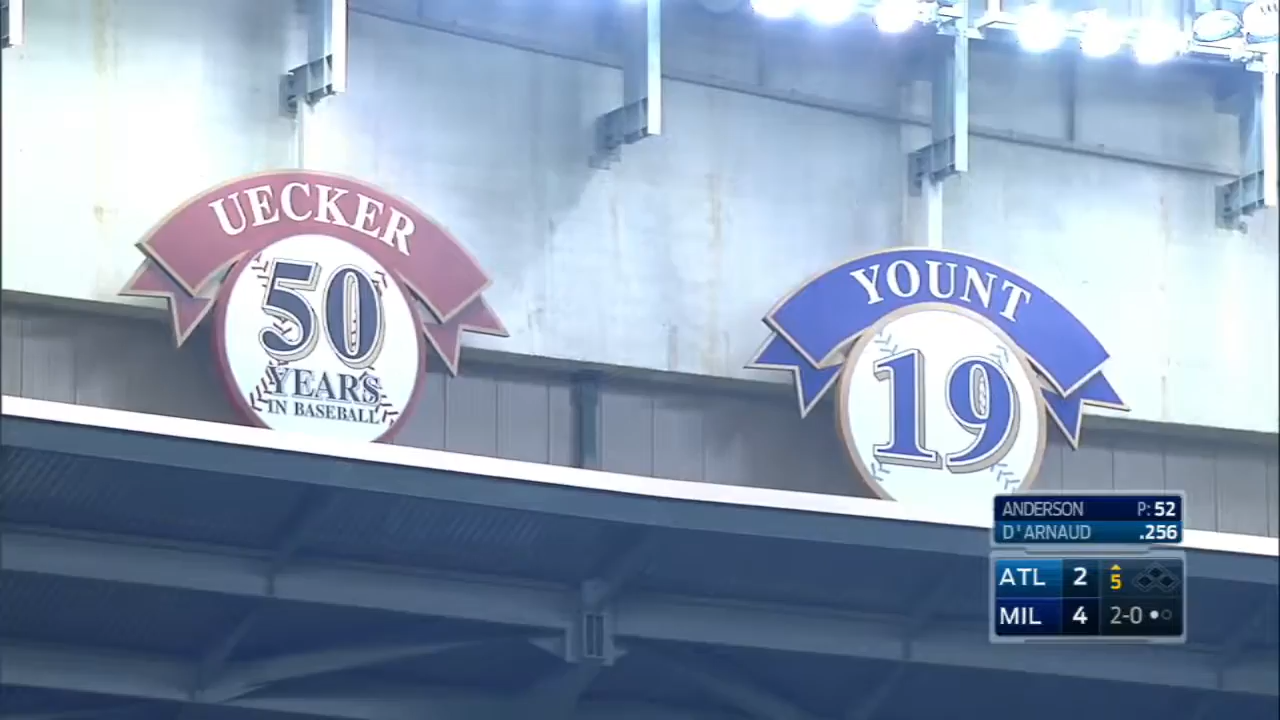 UECKER
50
YEARS
IN BASEBALL
YOUNT
19
ANDERSON P: 52
D'ARNAUD .256
ATL 2 5
MIL 4 2-0